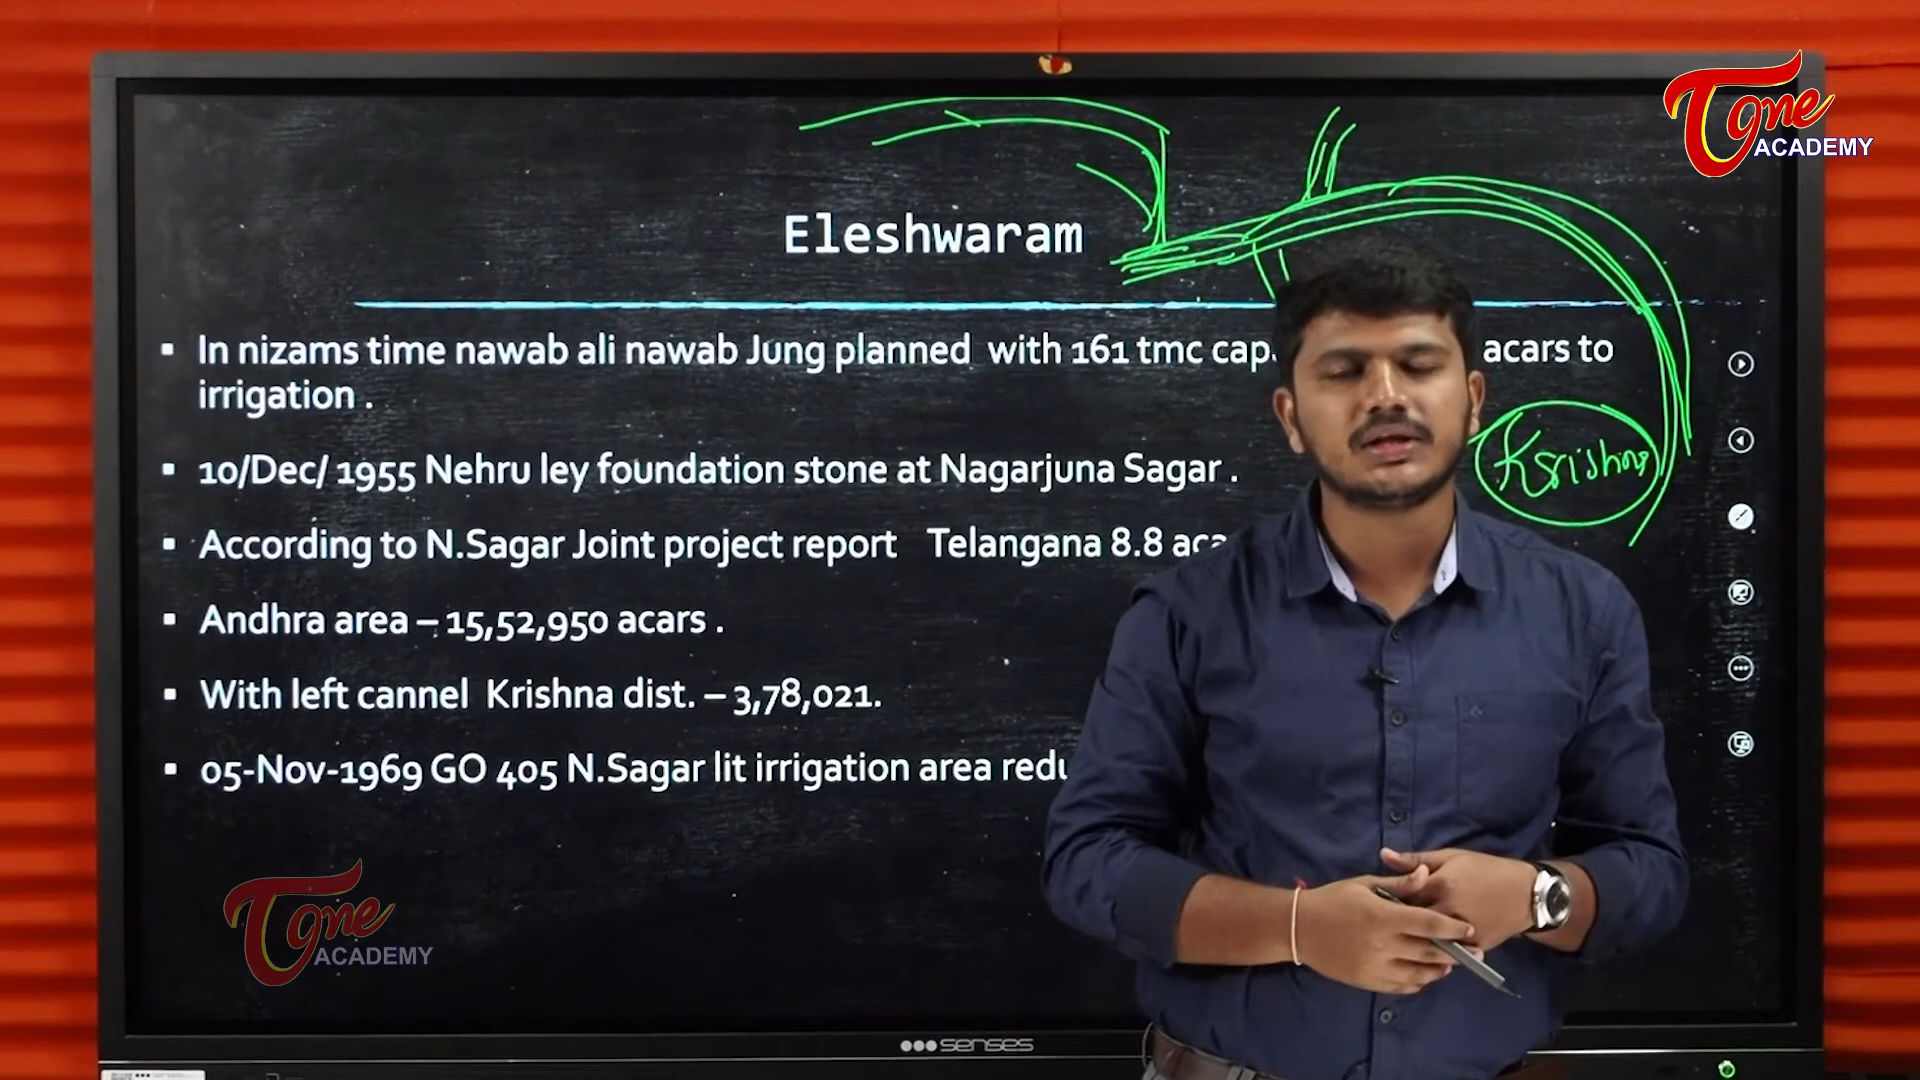 Tone
ACADEMY
Eleshwaram
▪ In nizams time nawab ali nawab Jung planned with 161 tmc acars to
irrigation .
Krishna
▪ 10/Dec/ 1955 Nehru ley foundation stone at Nagarjuna Sagar .
▪ According to N.Sagar Joint project report Telangana 8.8
▪ Andhra area – 15,52,950 acars .
▪ With left cannel Krishna dist. – 3,78,021.
▪ 05-Nov-1969 GO 405 N.Sagar lit irrigation area
Tone
ACADEMY
senses